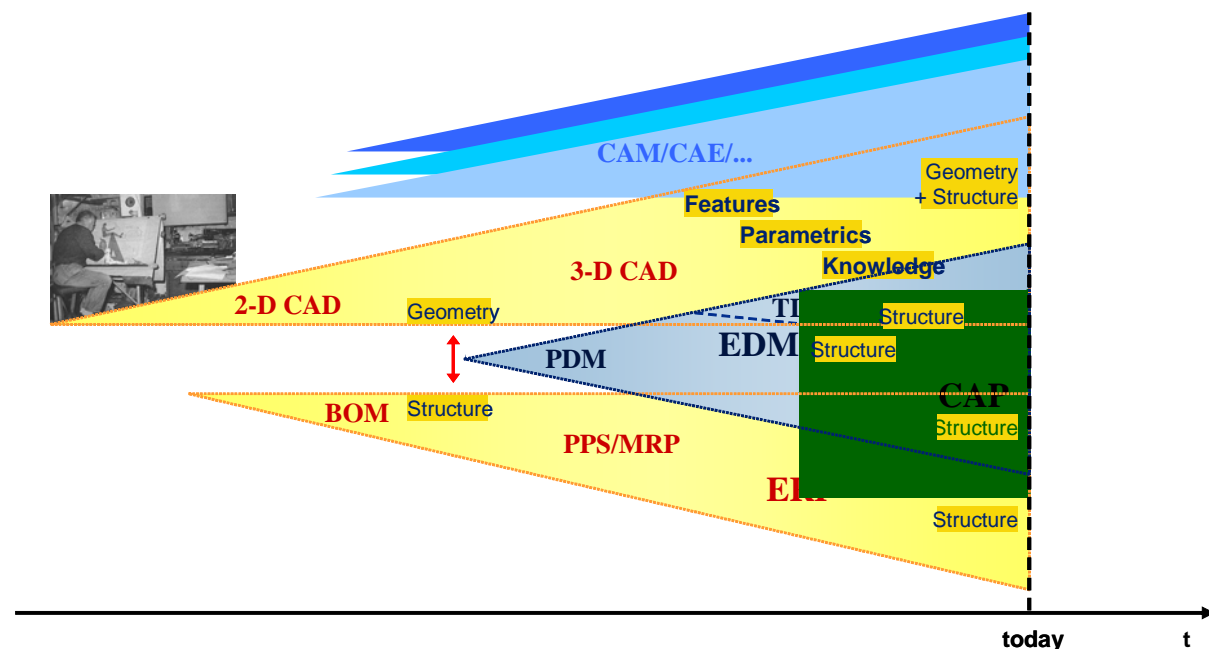 CAM/CAE/...
Geometry
+ Structure
Features
Parametrics
3-D CAD
Knowledge
2-D CAD
Geometry
Structure
EDM
Structure
PDM
CAP
BOM
Structure
Structure
PPS/MRP
Structure
today
t